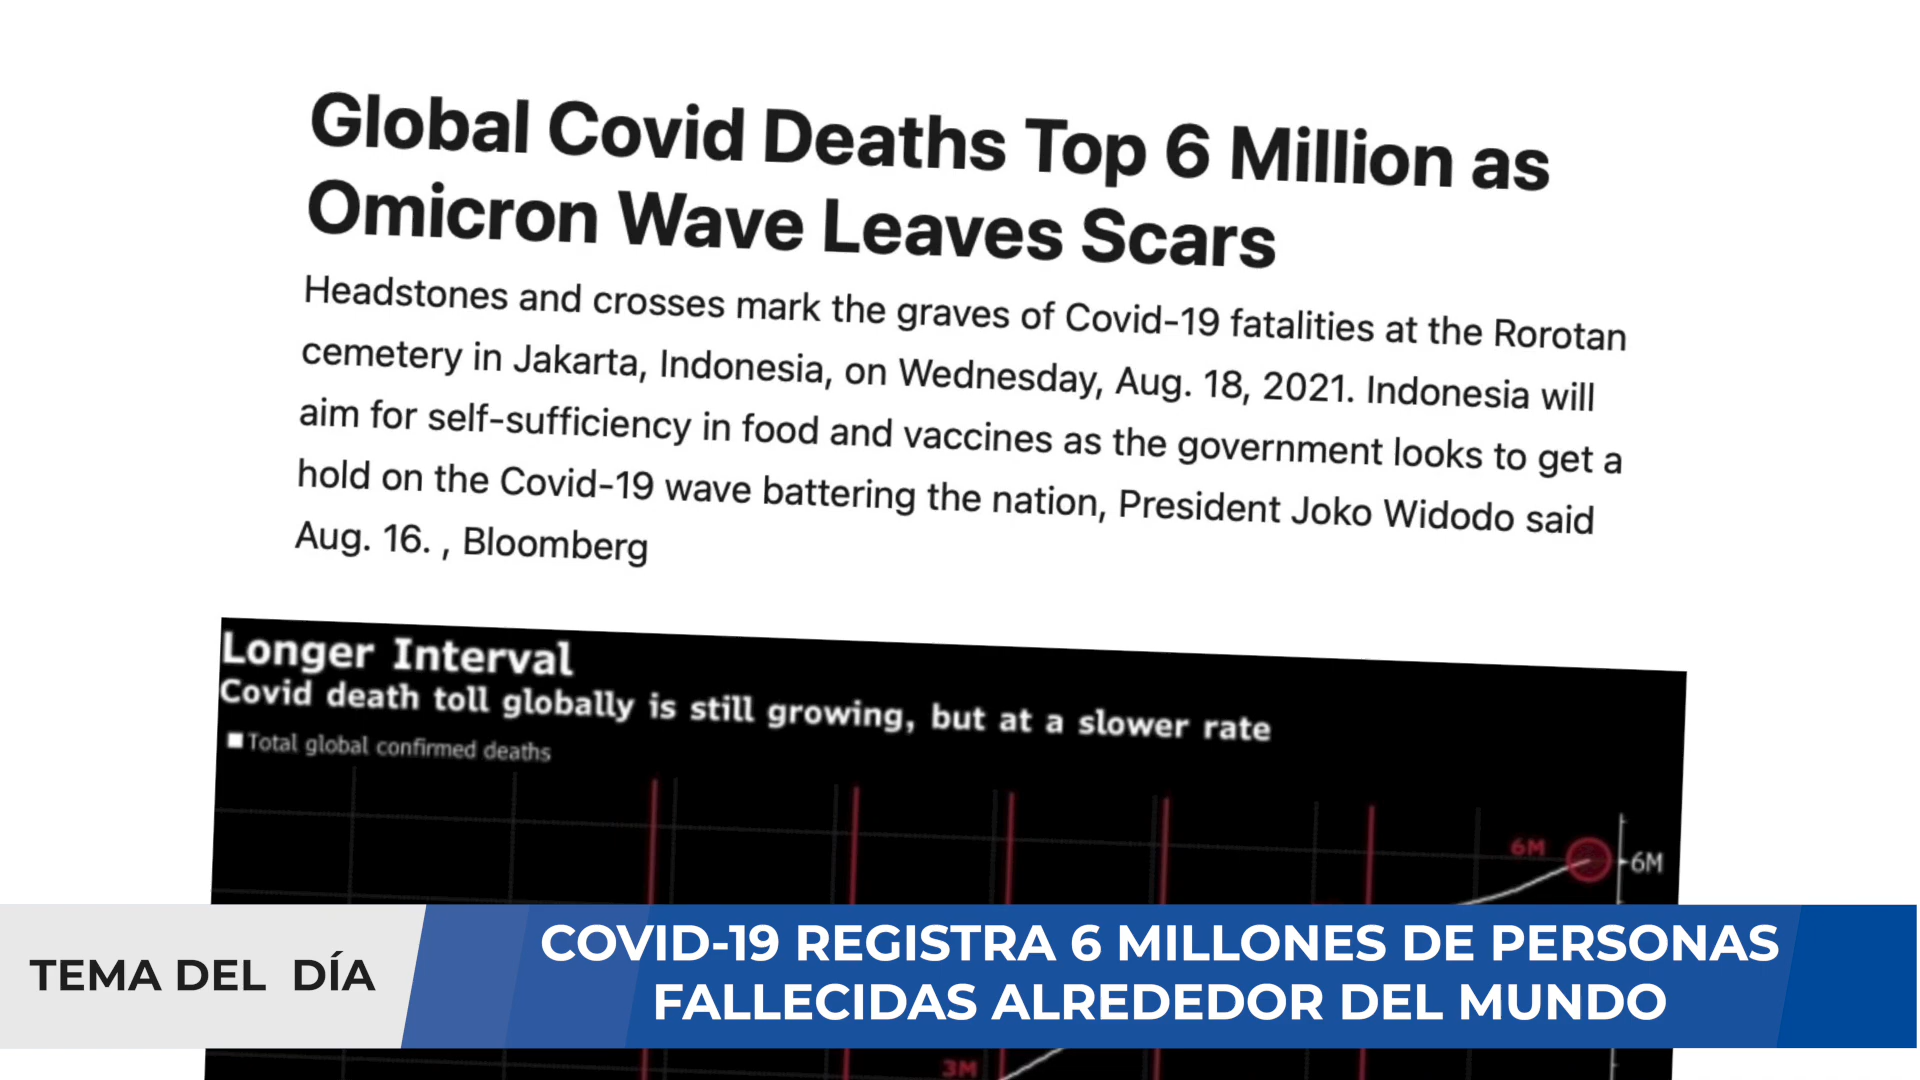 Global Covid Deaths Top 6 Million as
Omicron Wave Leaves Scars
Headstones and crosses mark the graves of Covid-19 fatalities at the Rorotan
cemetery in Jakarta, Indonesia, on Wednesday, Aug. 18, 2021. Indonesia will
aim for self-sufficiency in food and vaccines as the government looks to get a
hold on the Covid-19 wave battering the nation, President Joko Widodo said
Aug. 16. , Bloomberg
Longer Interval
Covid death toll globally is still growing, but at a slower rate
Total global confirmed deaths
6M
6M
TEMA DEL DÍA
COVID-19 REGISTRA 6 MILLONES DE PERSONAS
FALLECIDAS ALREDEDOR DEL MUNDO
3M